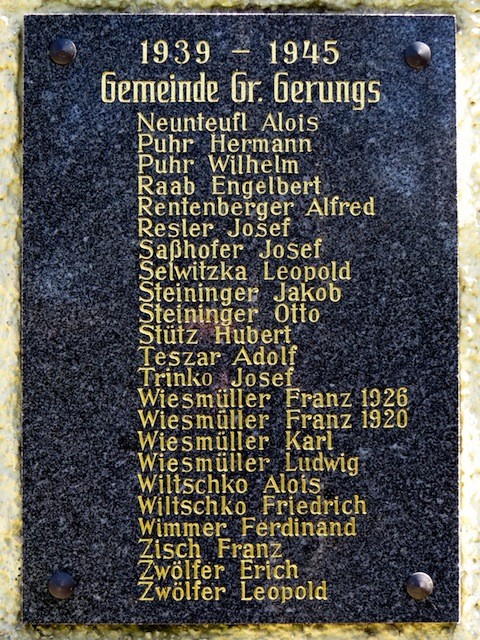 1939 – 1945
Gemeinde Gr. Gerungs
Neunteufl Alois
Puhr Hermann
Puhr Wilhelm
Raab Engelbert
Rentenberger Alfred
Resler Josef
Saßhofer Josef
Selwitzka Leopold
Steininger Jakob
Steininger Otto
Stütz Hubert
Teszar Adolf
Trinko Josef
Wiesmüller Franz 1926
Wiesmüller Franz 1920
Wiesmüller Karl
Wiesmüller Ludwig
Wiltschko Alois
Wiltschko Friedrich
Wimmer Ferdinand
Zisch Franz
Zwölfer Erich
Zwölfer Leopold